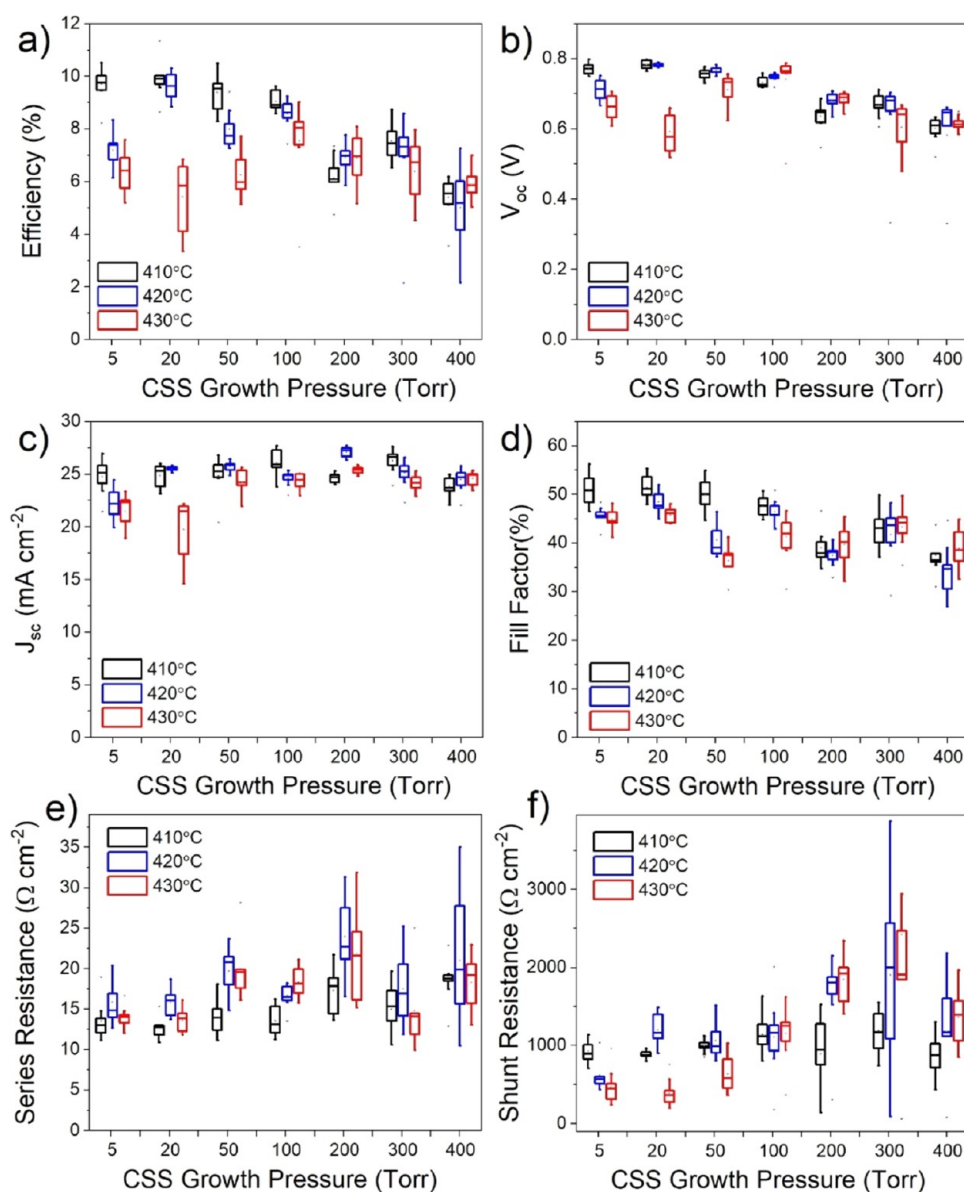 a)
Efficiency (%)
12
10
8
6
4
2
0
410°C
420°C
430°C
5 20 50 100 200 300 400
CSS Growth Pressure (Torr)
b)
V_oc (V)
0.8
0.6
0.4
0.2
0.0
410°C
420°C
430°C
5 20 50 100 200 300 400
CSS Growth Pressure (Torr)
c)
J_sc (mA cm⁻²)
30
25
20
15
10
5
0
410°C
420°C
430°C
5 20 50 100 200 300 400
CSS Growth Pressure (Torr)
d)
Fill Factor(%)
60
50
40
30
20
10
0
410°C
420°C
430°C
5 20 50 100 200 300 400
CSS Growth Pressure (Torr)
e)
Series Resistance (Ω cm⁻²)
35
30
25
20
15
10
5
0
410°C
420°C
430°C
5 20 50 100 200 300 400
CSS Growth Pressure (Torr)
f)
Shunt Resistance (Ω cm⁻²)
3000
2000
1000
0
410°C
420°C
430°C
5 20 50 100 200 300 400
CSS Growth Pressure (Torr)